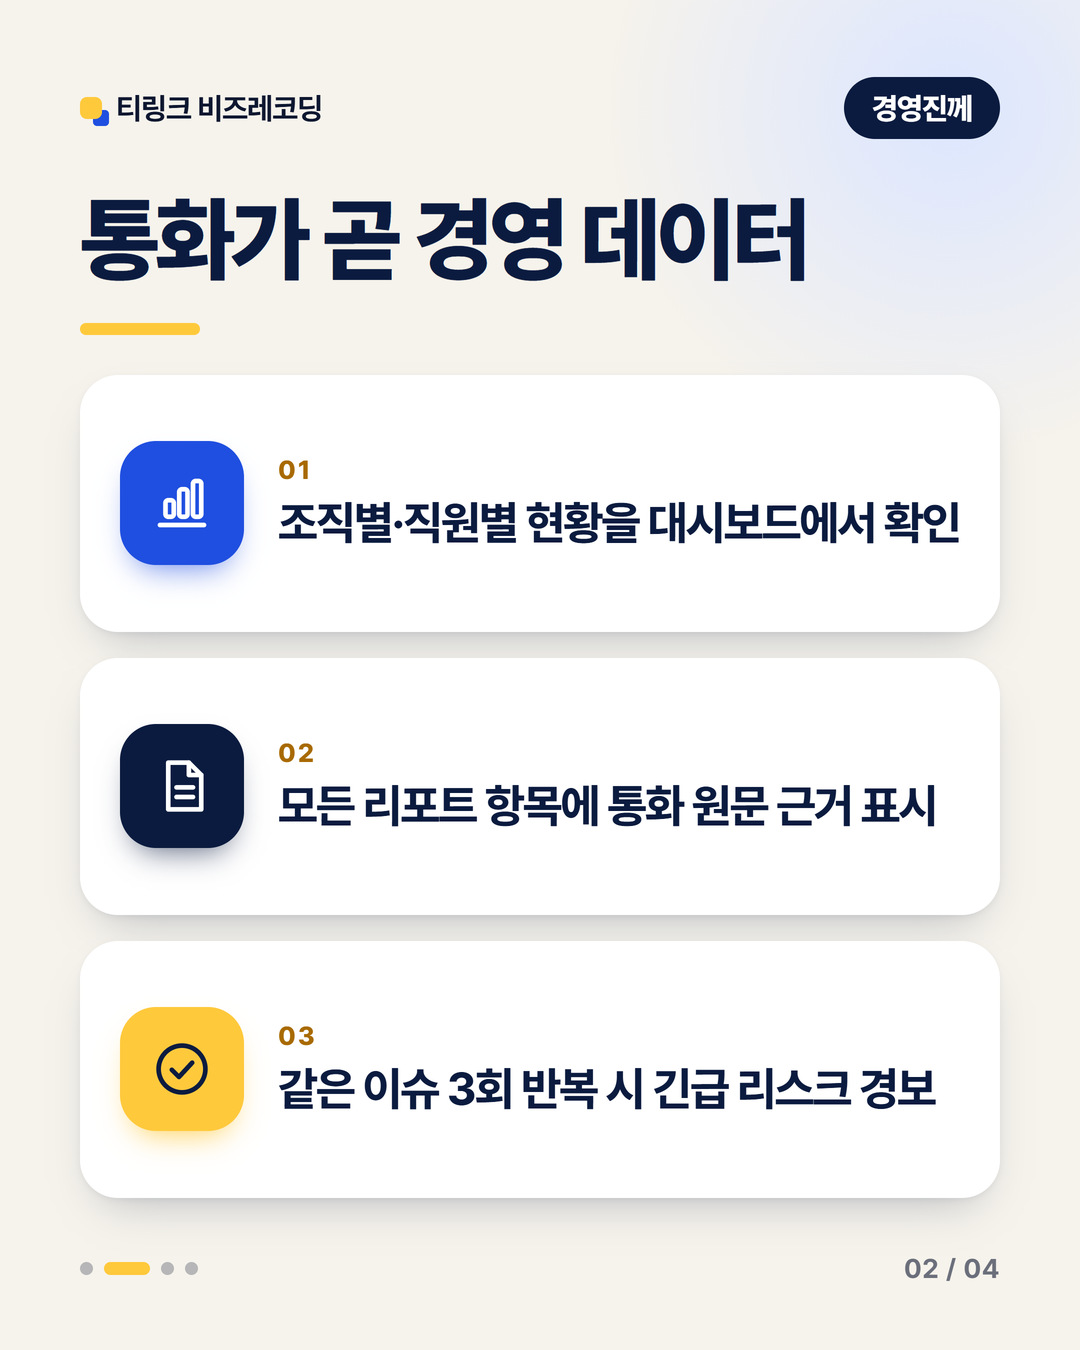 티링크 비즈레코딩
경영진께
통화가 곧 경영 데이터
01
조직별·직원별 현황을 대시보드에서 확인
02
모든 리포트 항목에 통화 원문 근거 표시
03
같은 이슈 3회 반복 시 긴급 리스크 경보
02 / 04